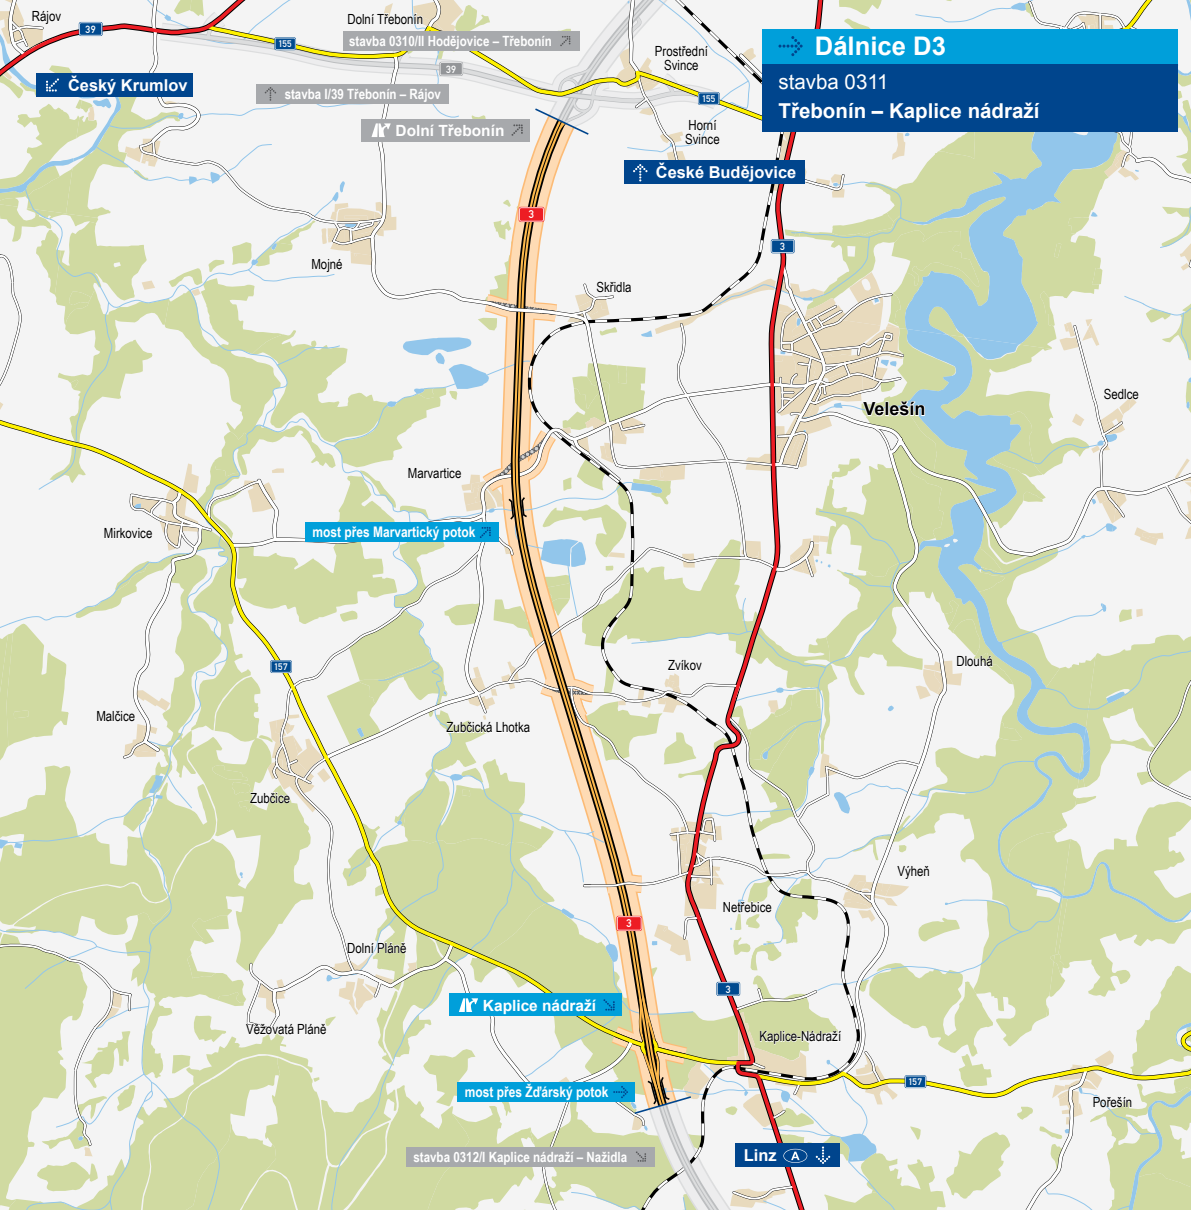 Rájov
39
Dolní Třebonín
155
stavba 0310/II Hodějovice – Třebonín
39
Prostřední
Svince
Dálnice D3
stavba 0311
Třebonín – Kaplice nádraží
Český Krumlov
stavba I/39 Třebonín – Rájov
155
Dolní Třebonín
Horní
Svince
České Budějovice
3
3
Mojné
Skřidla
Sedlce
Velešín
Marvartice
Mirkovice
most přes Marvartický potok
157
Zvíkov
Dlouhá
Malčice
Zubčická Lhotka
Zubčice
Výheň
Netřebice
3
Dolní Pláně
3
Kaplice nádraží
Věžovatá Pláně
Kaplice-Nádraží
157
most přes Žďárský potok
Pořešín
stavba 0312/I Kaplice nádraží – Nažidla
Linz A